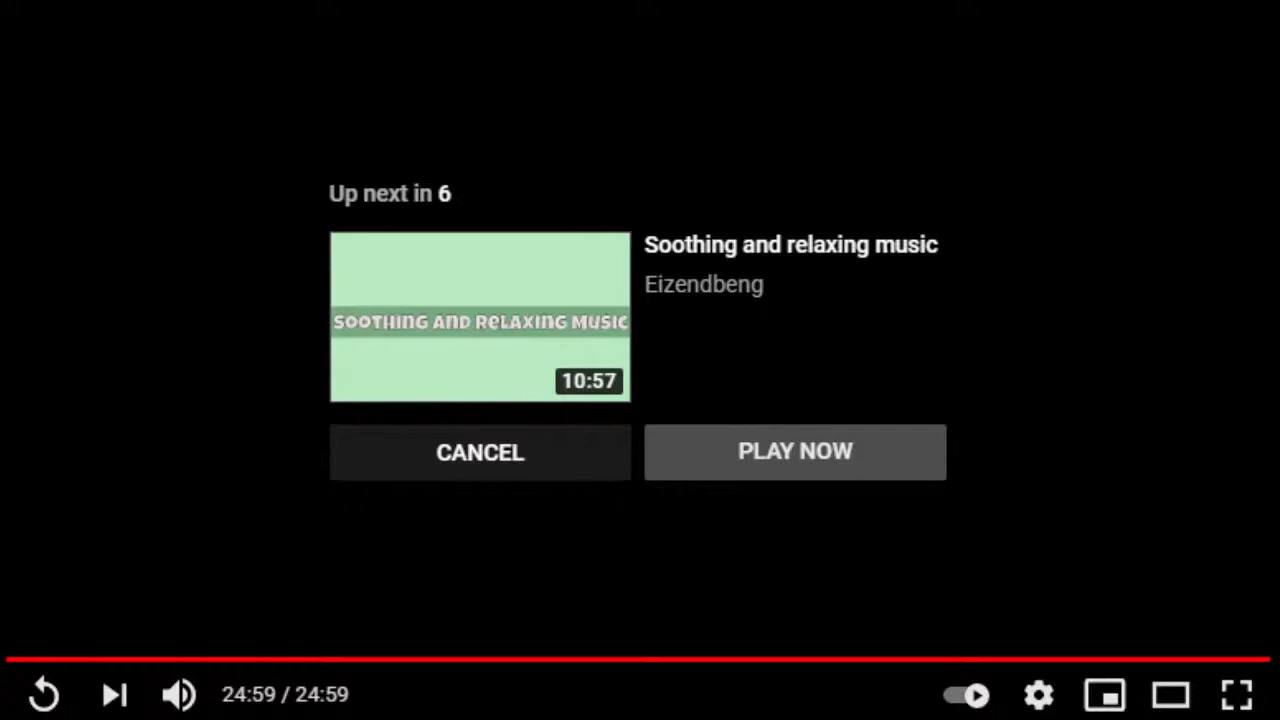 Up next in 6
Soothing and relaxing music
Eizendbeng
SOOTHING AND RELAXING MUSIC
10:57
CANCEL
PLAY NOW
24:59 / 24:59